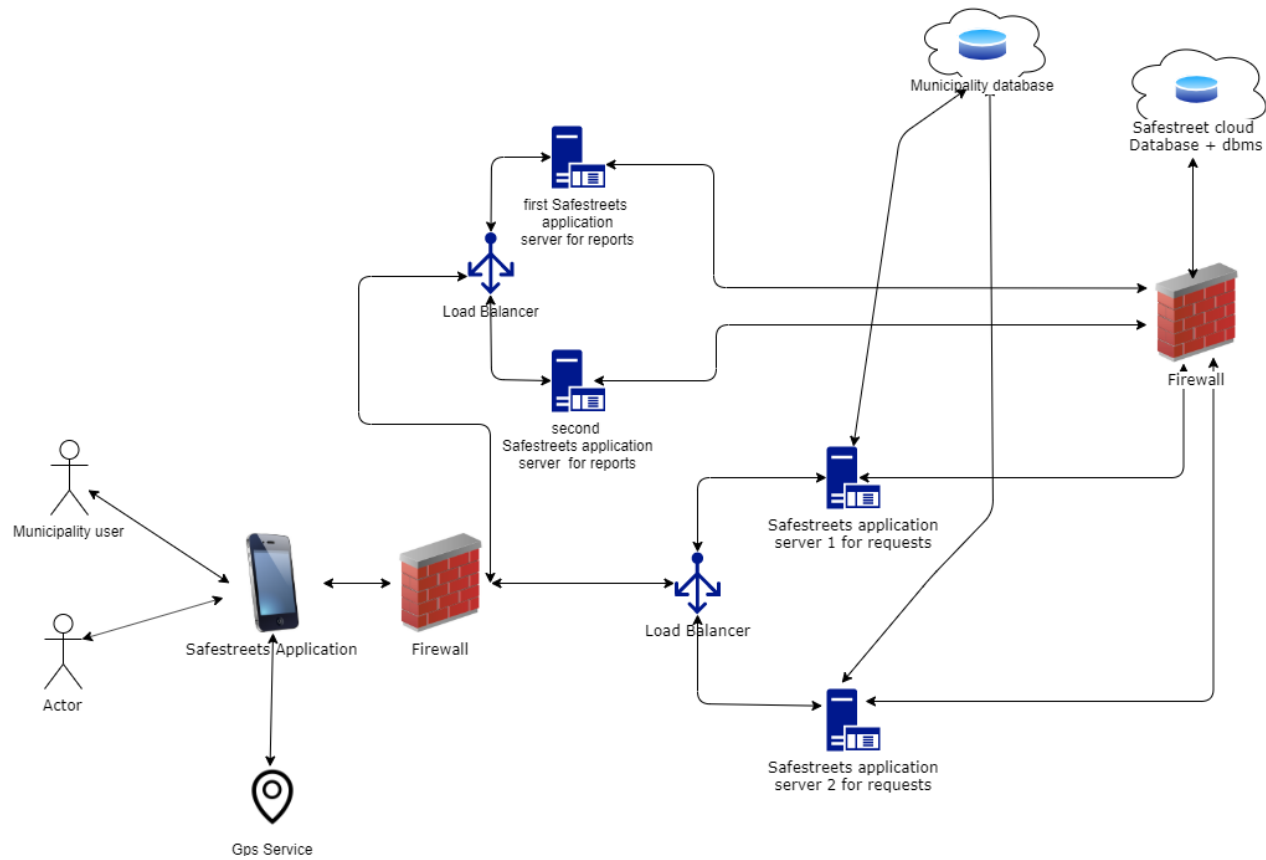 Municipality database
Safestreet cloud
Database + dbms
first Safestreets
application
server for reports
Load Balancer
Firewall
second
Safestreets application
server for reports
Municipality user
Safestreets application
server 1 for requests
Load Balancer
Safestreets Application
Firewall
Actor
Safestreets application
server 2 for requests
Gps Service